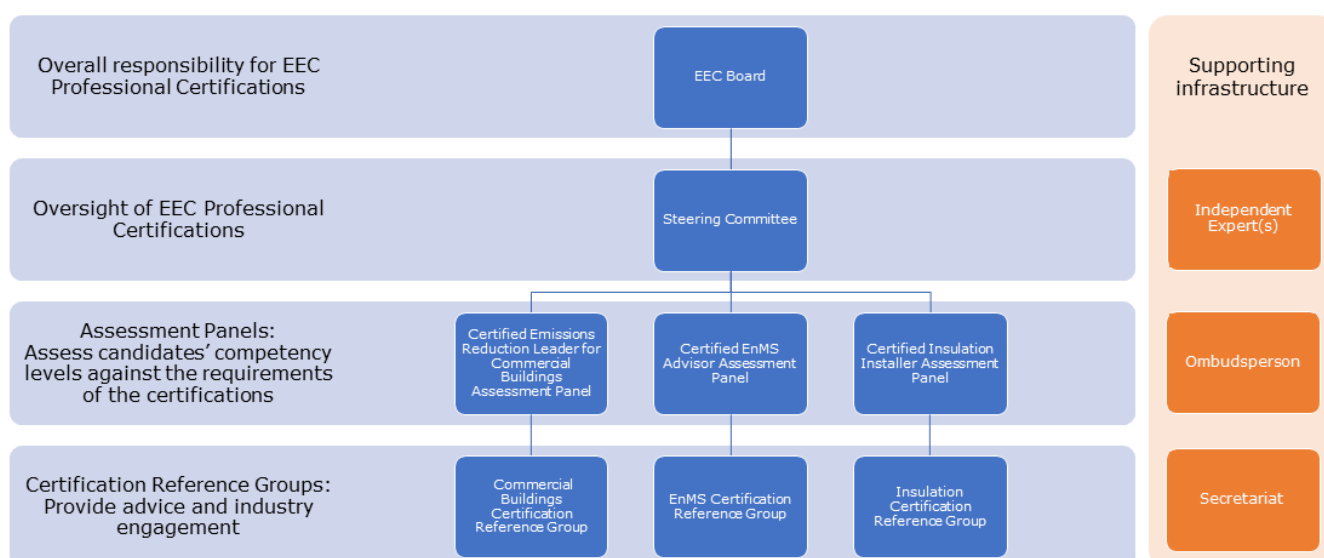 Overall responsibility for EEC
Professional Certifications
EEC Board
Supporting
infrastructure
Oversight of EEC Professional
Certifications
Steering Committee
Independent
Expert(s)
Assessment Panels:
Assess candidates’ competency
levels against the requirements
of the certifications
Certified Emissions
Reduction Leader for
Commercial
Buildings
Assessment Panel
Certified EnMS
Advisor Assessment
Panel
Certified Insulation
Installer Assessment
Panel
Ombudsperson
Certification Reference Groups:
Provide advice and industry
engagement
Commercial
Buildings
Certification
Reference Group
EnMS Certification
Reference Group
Insulation
Certification
Reference Group
Secretariat